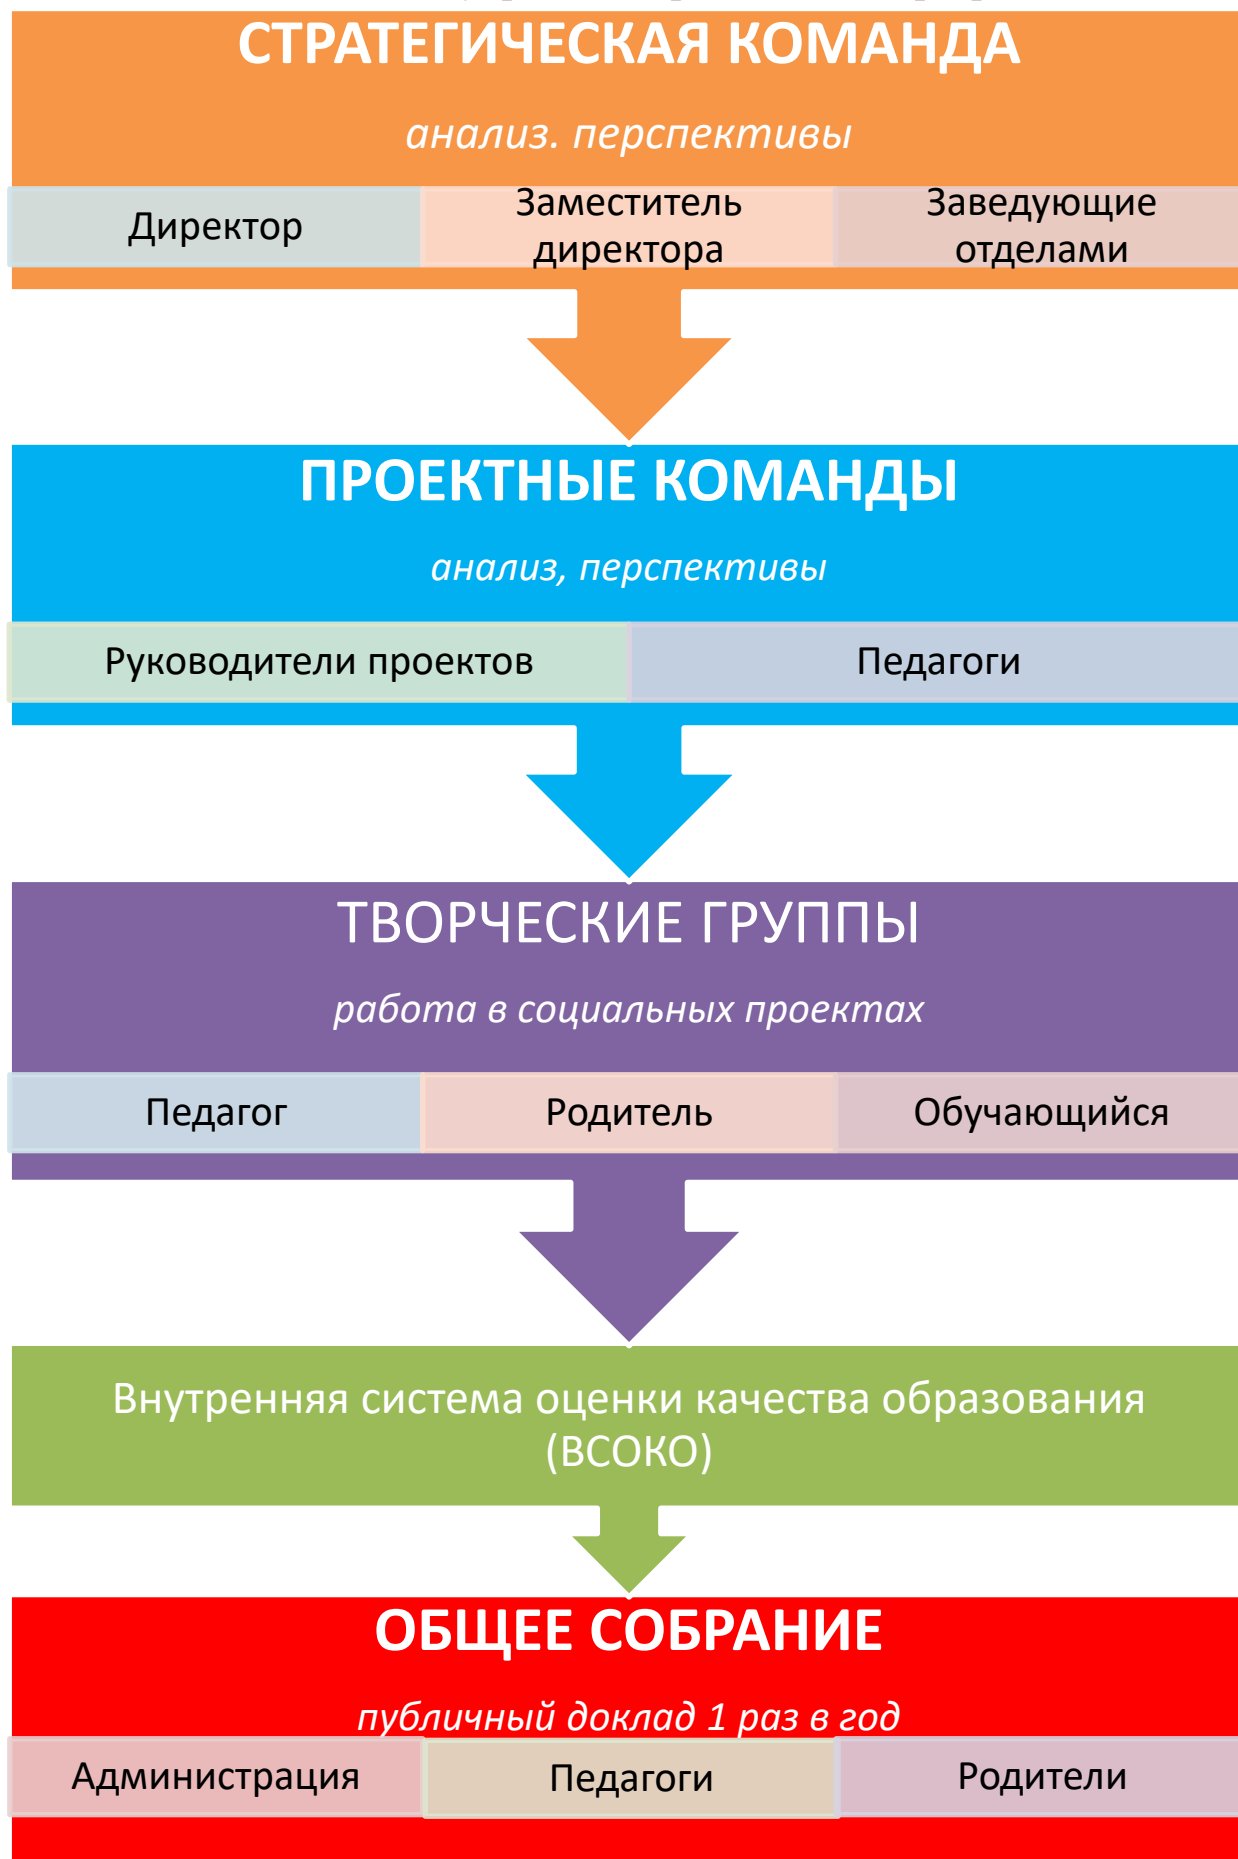 СТРАТЕГИЧЕСКАЯ КОМАНДА
анализ. перспективы
Директор
Заместитель
директора
Заведующие
отделами
ПРОЕКТНЫЕ КОМАНДЫ
анализ, перспективы
Руководители проектов
Педагоги
ТВОРЧЕСКИЕ ГРУППЫ
работа в социальных проектах
Педагог
Родитель
Обучающийся
Внутренняя система оценки качества образования
(ВСОКО)
ОБЩЕЕ СОБРАНИЕ
публичный доклад 1 раз в год
Администрация
Педагоги
Родители